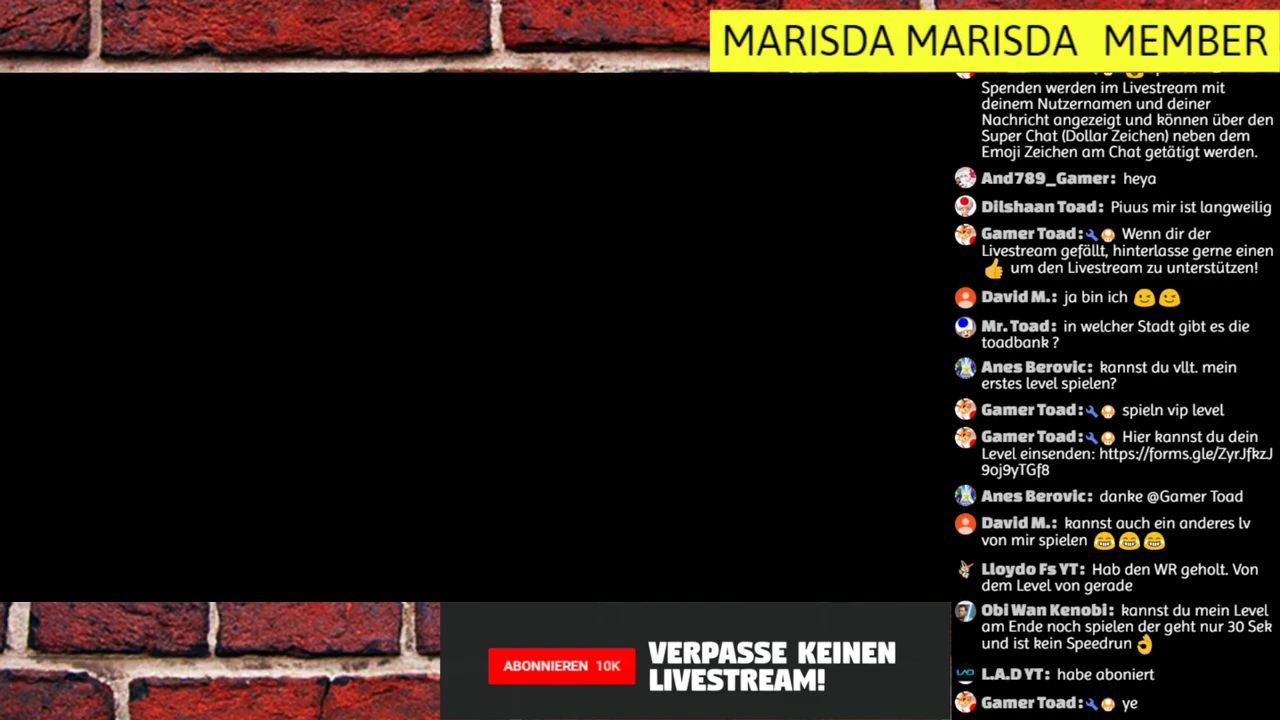 MARISDA MARISDA MEMBER
Spenden werden im Livestream mit
deinem Nutzernamen und deiner
Nachricht angezeigt und können über den
Super Chat (Dollar Zeichen) neben dem
Emoji Zeichen am Chat getätigt werden.
And789_Gamer: heya
Dilshaan Toad: Piuus mir ist langweilig
Gamer Toad: Wenn dir der
Livestream gefällt, hinterlasse gerne einen
👍 um den Livestream zu unterstützen!
David M.: ja bin ich 😉 😉
Mr. Toad: in welcher Stadt gibt es die
toadbank ?
Anes Berovic: kannst du vllt. mein
erstes level spielen?
Gamer Toad: spieln vip level
Gamer Toad: Hier kannst du dein
Level einsenden: https://forms.gle/ZyrJfkzJ
9oj9yTGf8
Anes Berovic: danke @Gamer Toad
David M.: kannst auch ein anderes lv
von mir spielen 😂 😂 😂
Lloydo Fs YT: Hab den WR geholt. Von
dem Level von gerade
Obi Wan Kenobi: kannst du mein Level
am Ende noch spielen der geht nur 30 Sek
und ist kein Speedrun 👌
L.A.D YT: habe aboniert
Gamer Toad: ye
ABONNIEREN 10K
VERPASSE KEINEN
LIVESTREAM!